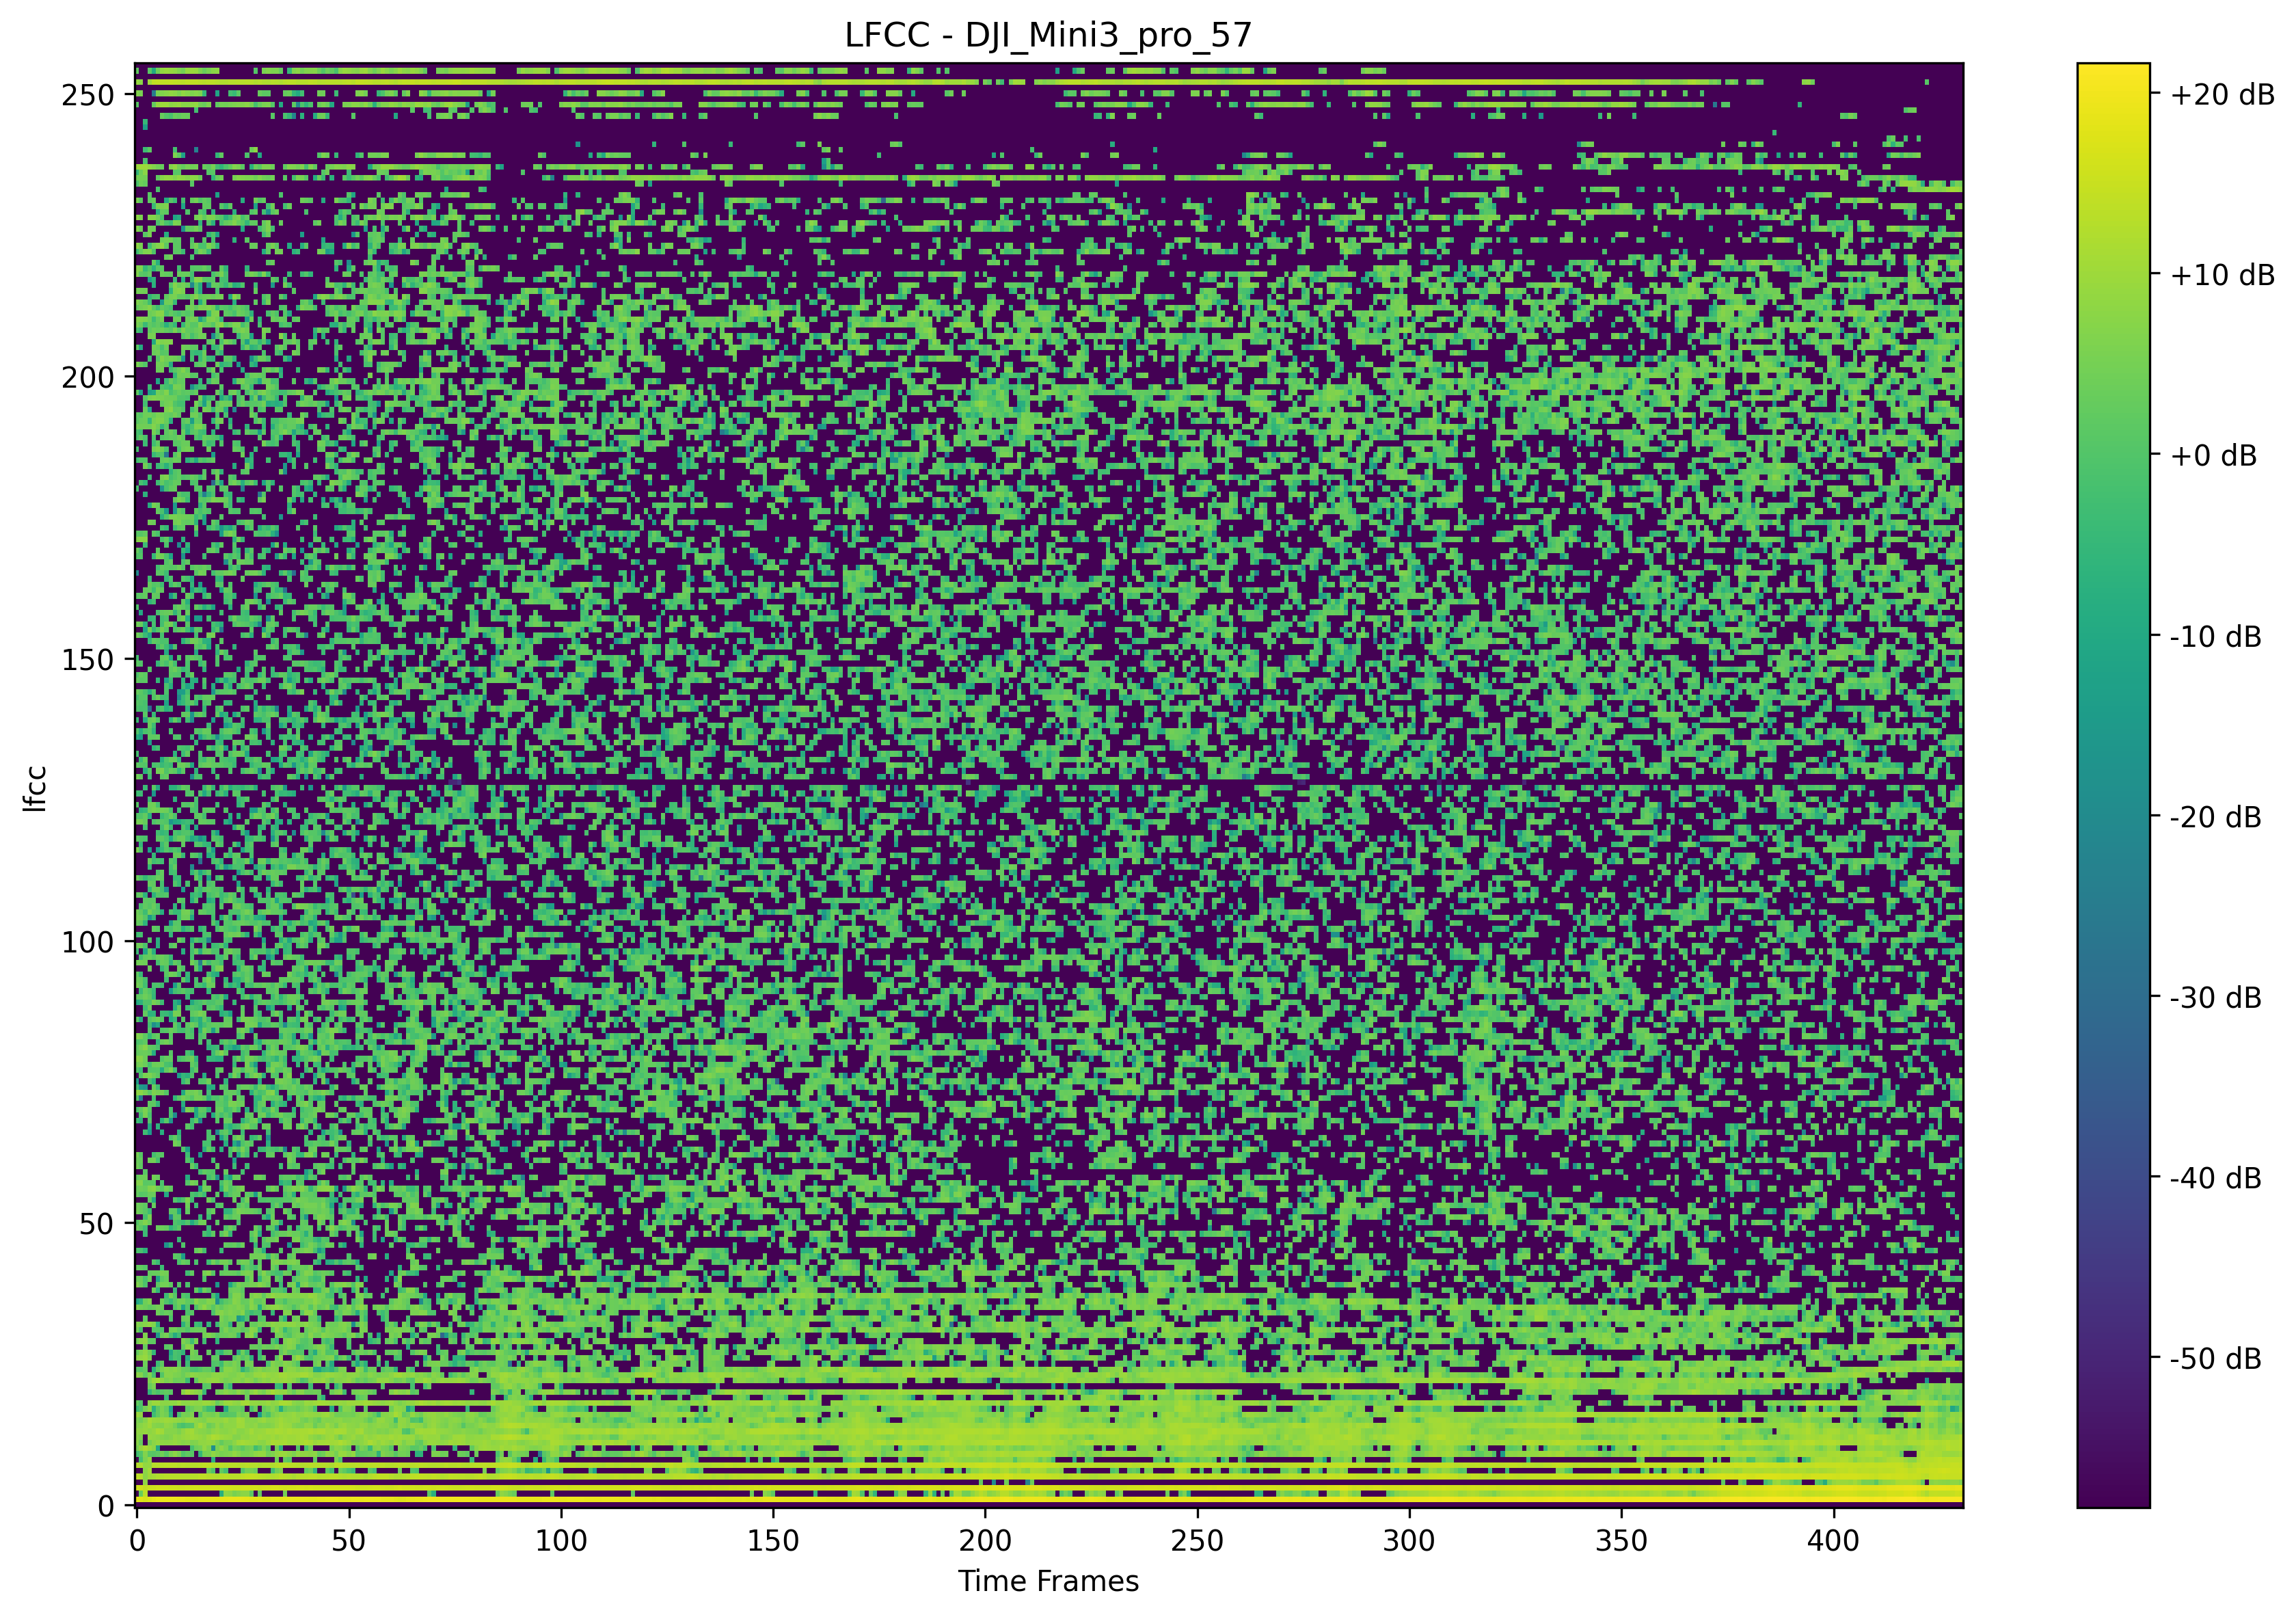 LFCC - DJI_Mini3_pro_57
lfcc
250
200
150
100
50
0
0 50 100 150 200 250 300 350 400
Time Frames
+20 dB
+10 dB
+0 dB
-10 dB
-20 dB
-30 dB
-40 dB
-50 dB